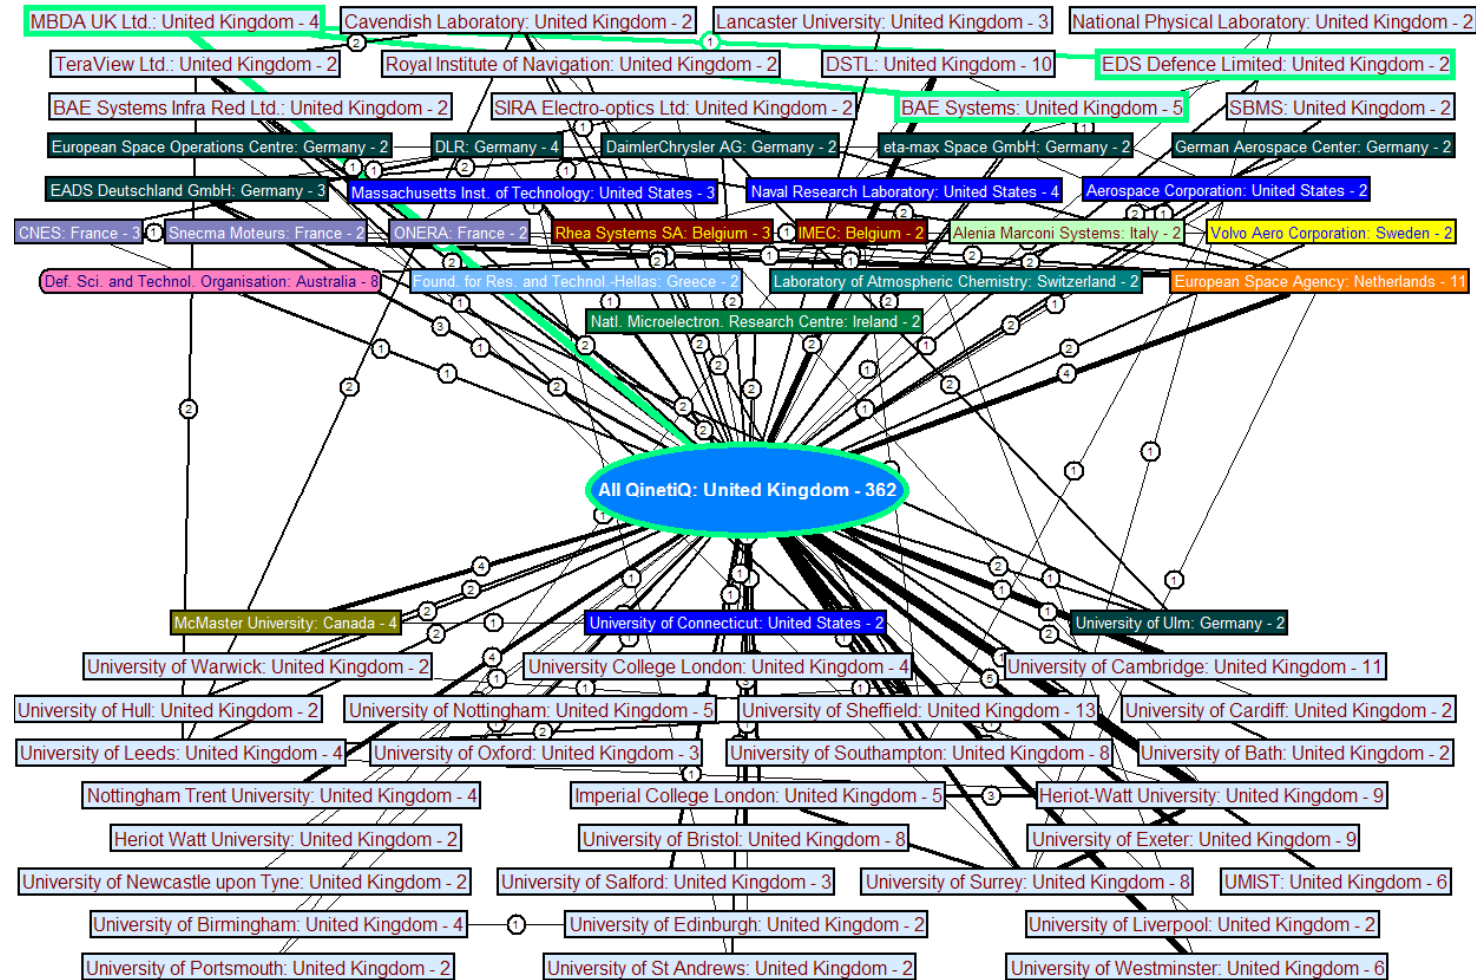 MBDA UK Ltd.: United Kingdom - 4
Cavendish Laboratory: United Kingdom - 2
Lancaster University: United Kingdom - 3
National Physical Laboratory: United Kingdom - 2
TeraView Ltd.: United Kingdom - 2
Royal Institute of Navigation: United Kingdom - 2
DSTL: United Kingdom - 10
EDS Defence Limited: United Kingdom - 2
BAE Systems Infra Red Ltd.: United Kingdom - 2
SIRA Electro-optics Ltd: United Kingdom - 2
BAE Systems: United Kingdom - 5
SBMS: United Kingdom - 2
European Space Operations Centre: Germany - 2
DLR: Germany - 4
DaimlerChrysler AG: Germany - 2
eta-max Space GmbH: Germany - 2
German Aerospace Center: Germany - 2
EADS Deutschland GmbH: Germany - 3
Massachusetts Inst. of Technology: United States - 3
Naval Research Laboratory: United States - 4
Aerospace Corporation: United States - 2
CNES: France - 3
Snecma Moteurs: France - 2
ONERA: France - 2
Rhea Systems SA: Belgium - 3
IMEC: Belgium - 2
Alenia Marconi Systems: Italy - 2
Volvo Aero Corporation: Sweden - 2
Def. Sci. and Technol. Organisation: Australia - 8
Found. for Res. and Technol.-Hellas: Greece - 2
Laboratory of Atmospheric Chemistry: Switzerland - 2
European Space Agency: Netherlands - 11
Natl. Microelectron. Research Centre: Ireland - 2
All QinetiQ: United Kingdom - 362
McMaster University: Canada - 4
University of Connecticut: United States - 2
University of Ulm: Germany - 2
University of Warwick: United Kingdom - 2
University College London: United Kingdom - 4
University of Cambridge: United Kingdom - 11
University of Hull: United Kingdom - 2
University of Nottingham: United Kingdom - 5
University of Sheffield: United Kingdom - 13
University of Cardiff: United Kingdom - 2
University of Leeds: United Kingdom - 4
University of Oxford: United Kingdom - 3
University of Southampton: United Kingdom - 8
University of Bath: United Kingdom - 2
Nottingham Trent University: United Kingdom - 4
Imperial College London: United Kingdom - 5
3
Heriot-Watt University: United Kingdom - 9
Heriot Watt University: United Kingdom - 2
University of Bristol: United Kingdom - 8
University of Exeter: United Kingdom - 9
University of Newcastle upon Tyne: United Kingdom - 2
University of Salford: United Kingdom - 3
University of Surrey: United Kingdom - 8
UMIST: United Kingdom - 6
University of Birmingham: United Kingdom - 4
1
University of Edinburgh: United Kingdom - 2
University of Liverpool: United Kingdom - 2
University of Portsmouth: United Kingdom - 2
University of St Andrews: United Kingdom - 2
University of Westminster: United Kingdom - 6